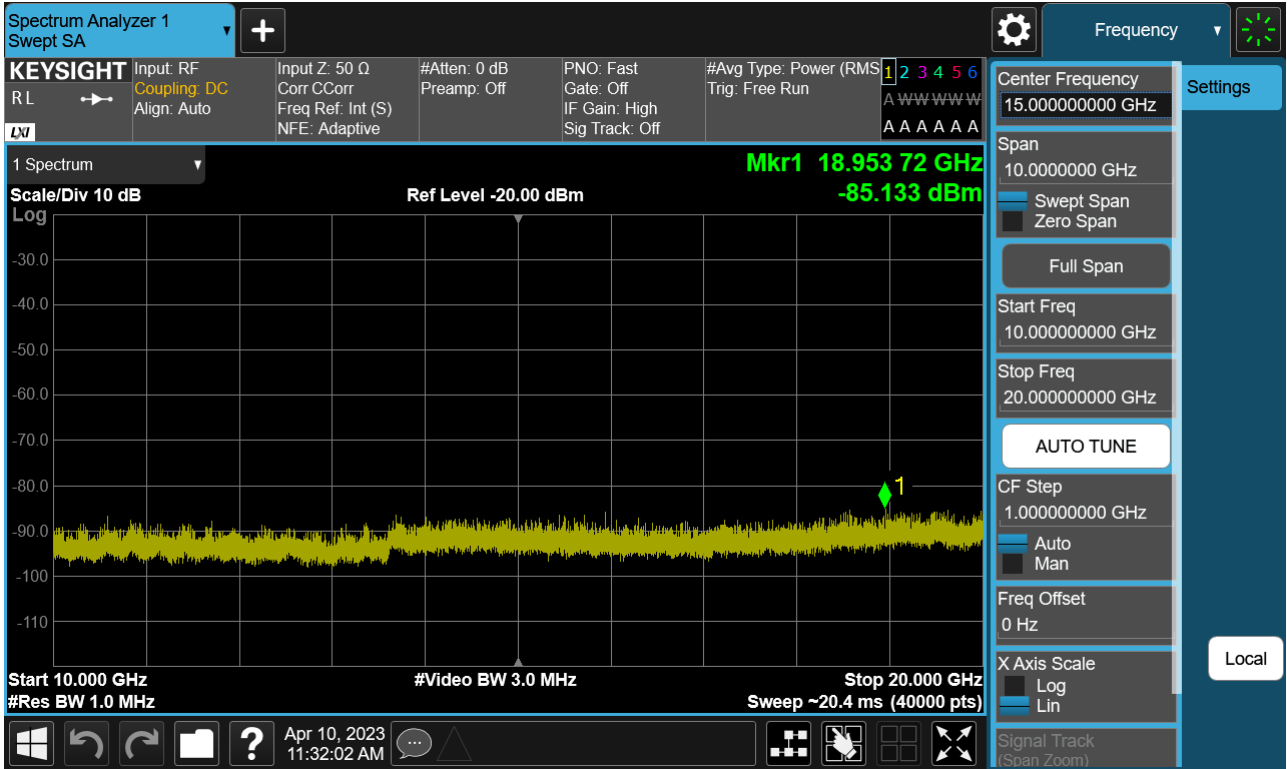 Spectrum Analyzer 1
Swept SA
+
Frequency
KEYSIGHT
RL
LXI
Input: RF
Coupling: DC
Align: Auto
Input Z: 50 Ω
Corr CCorr
Freq Ref: Int (S)
NFE: Adaptive
#Atten: 0 dB
Preamp: Off
PNO: Fast
Gate: Off
IF Gain: High
Sig Track: Off
#Avg Type: Power (RMS
Trig: Free Run
1 2 3 4 5 6
A W W W W W
A A A A A A
1 Spectrum
Scale/Div 10 dB
Log
Ref Level -20.00 dBm
Mkr1 18.953 72 GHz
-85.133 dBm
-30.0
-40.0
-50.0
-60.0
-70.0
-80.0
1
-90.0
-100
-110
Start 10.000 GHz
#Res BW 1.0 MHz
#Video BW 3.0 MHz
Stop 20.000 GHz
Sweep ~20.4 ms (40000 pts)
Center Frequency
15.000000000 GHz
Span
10.0000000 GHz
Swept Span
Zero Span
Full Span
Start Freq
10.000000000 GHz
Stop Freq
20.000000000 GHz
AUTO TUNE
CF Step
1.000000000 GHz
Auto
Man
Freq Offset
0 Hz
X Axis Scale
Log
Lin
Signal Track
(Span Zoom)
Settings
Local
?
Apr 10, 2023
11:32:02 AM